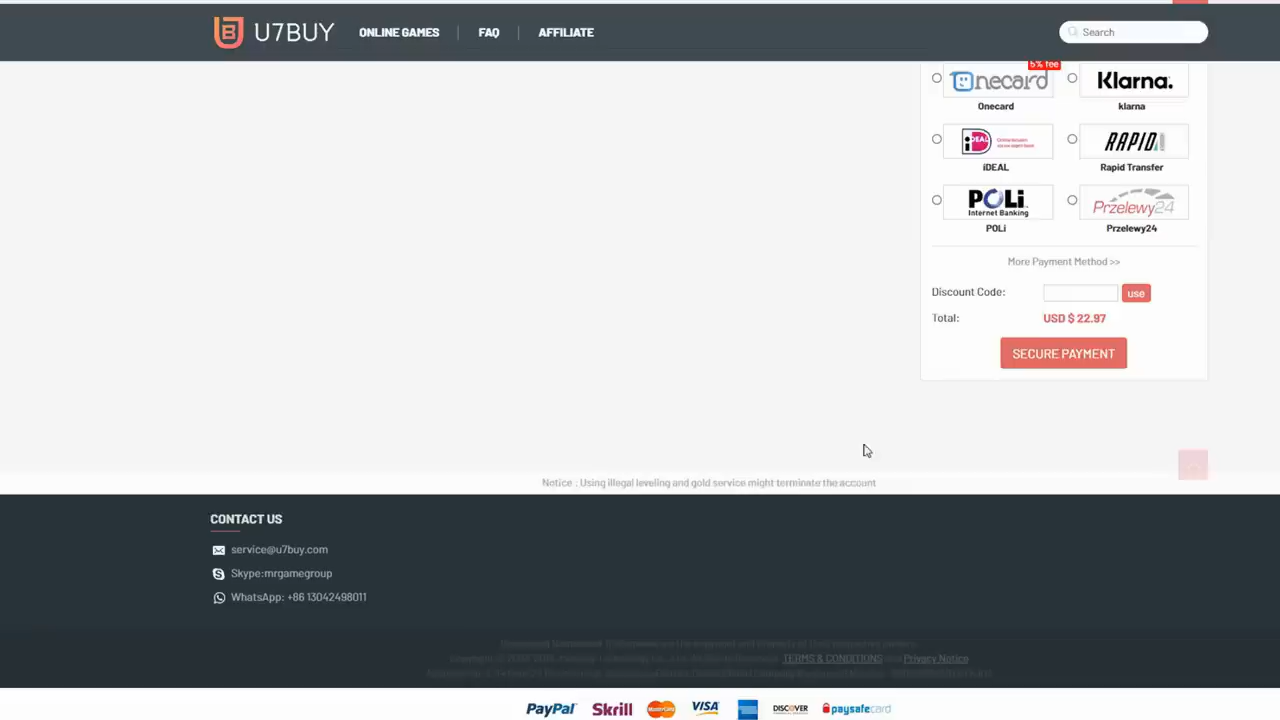 U7BUY ONLINE GAMES FAQ AFFILIATE Search
5% fee
Onecard Klarna.
Onecard klarna
iDEAL RAPID
iDEAL Rapid Transfer
POLi Internet Banking Przelewy24
POLi Przelewy24
More Payment Method >>
Discount Code: use
Total: USD $ 22.97
SECURE PAYMENT
Notice : Using illegal leveling and gold service might terminate the account
CONTACT US
service@u7buy.com
Skype:mrgamegroup
WhatsApp: +86 13042498011
TERMS & CONDITIONS and Privacy Notice
PayPal Skrill MasterCard VISA DISCOVER paysafecard